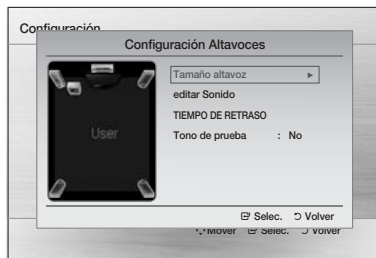 Configuración
Configuración Altavoces
Tamaño altavoz ►
editar Sonido
TIEMPO DE RETRASO
Tono de prueba : No
User
Selec. Volver
Mover Selec. Volver